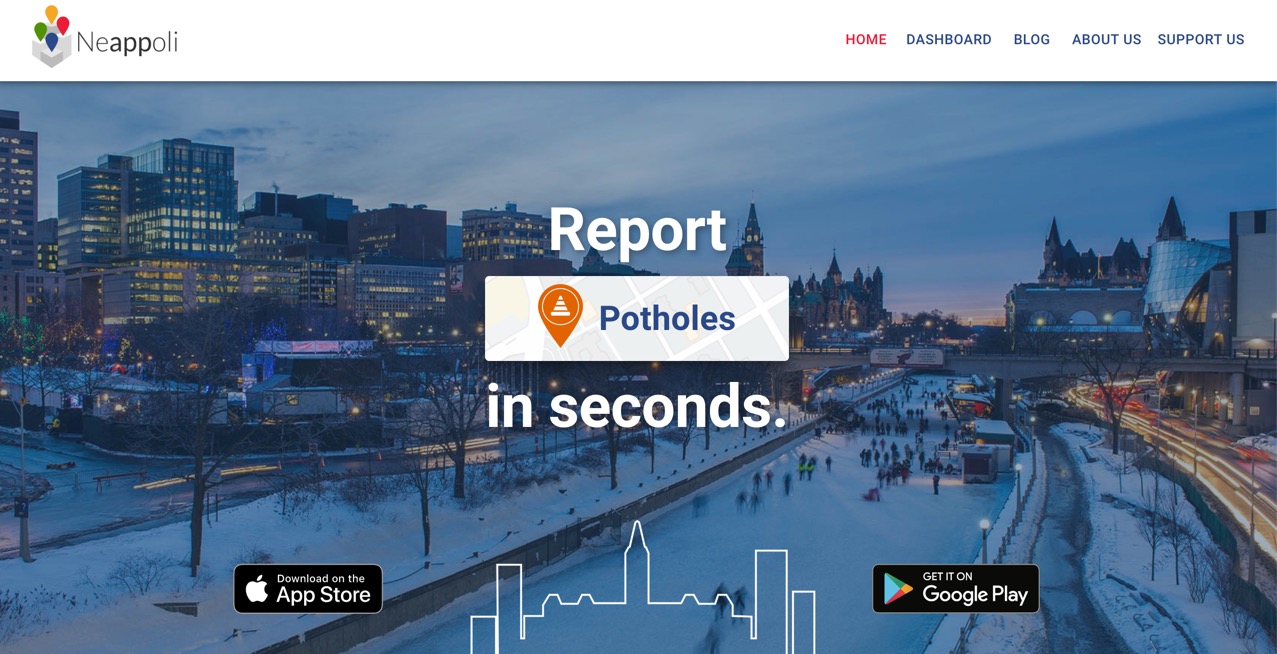 Neappoli
HOME DASHBOARD BLOG ABOUT US SUPPORT US
Report
Potholes
in seconds.
Download on the
App Store
GET IT ON
Google Play